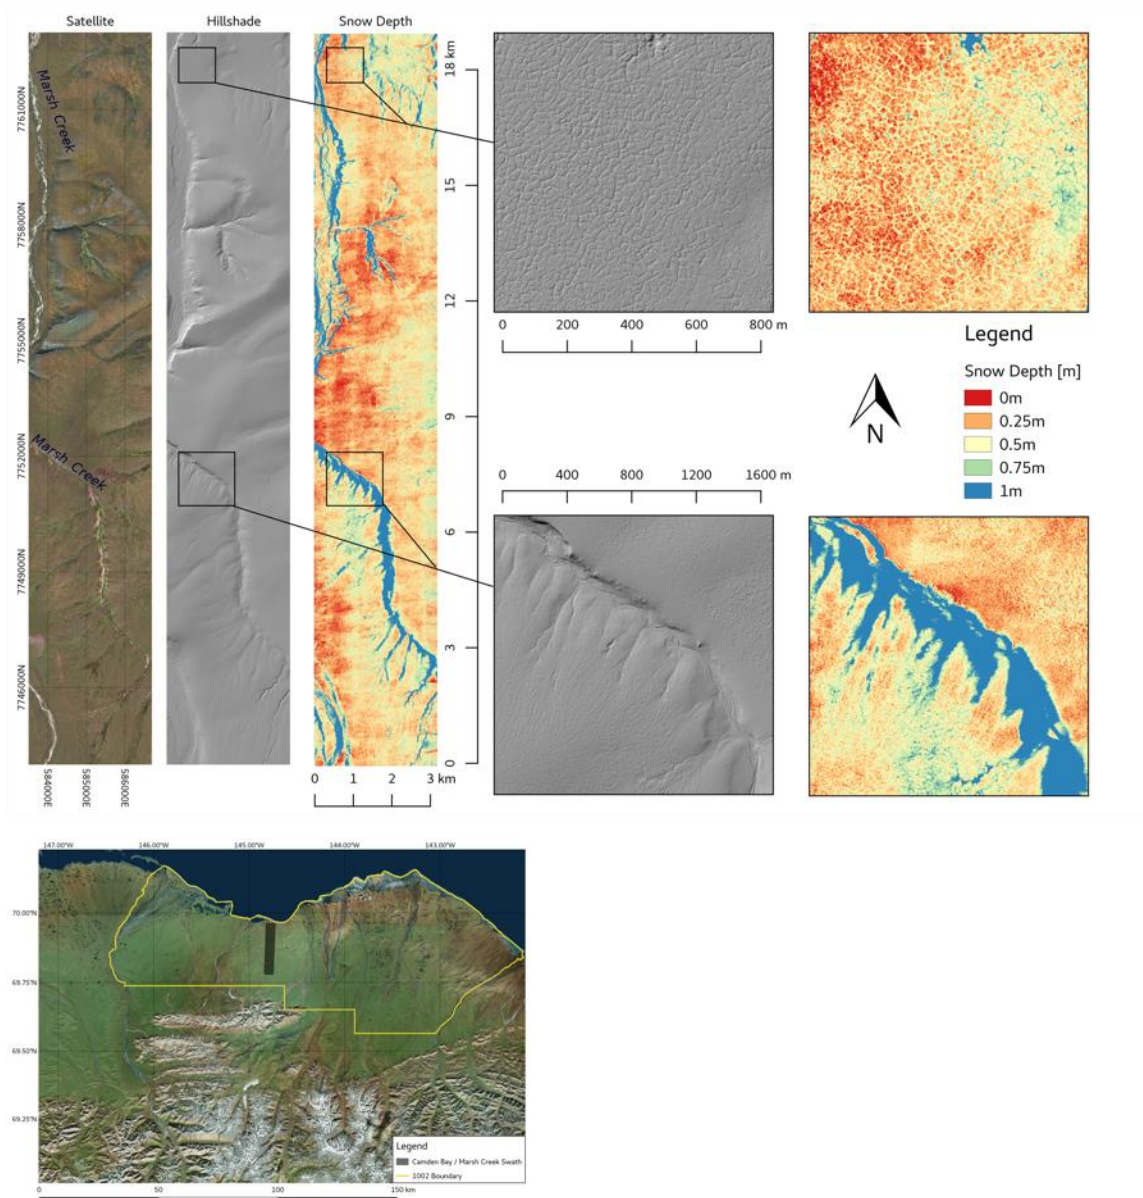 Satellite
Hillshade
Snow Depth
Marsh Creek
Marsh Creek
7761000N
7758000N
7755000N
7752000N
7749000N
7746000N
584000E
585000E
586000E
18 km
15
12
9
6
3
0
0 1 2 3 km
0 200 400 600 800 m
0 400 800 1200 1600 m
N
Legend
Snow Depth [m]
0m
0.25m
0.5m
0.75m
1m
147.00°W 146.00°W 145.00°W 144.00°W 143.00°W
70.00°N
69.75°N
69.50°N
69.25°N
Legend
Camden Bay / Marsh Creek Swath
1002 Boundary
0 50 100 150 km